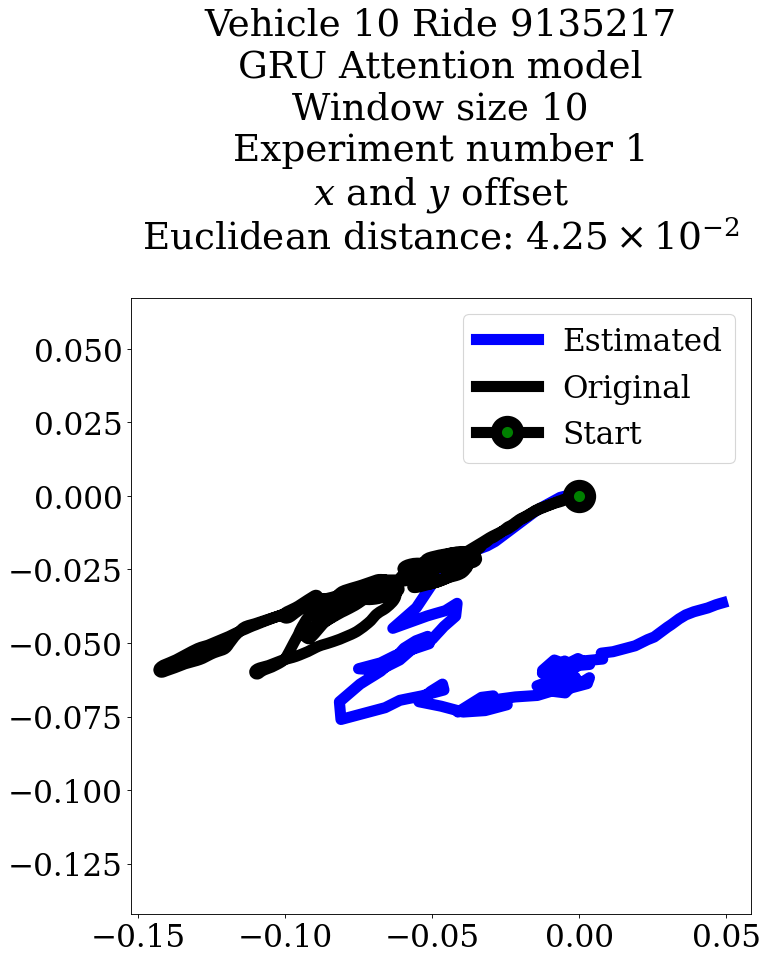 Vehicle 10 Ride 9135217
GRU Attention model
Window size 10
Experiment number 1
x and y offset
Euclidean distance: 4.25 × 10⁻²
Estimated
Original
Start
0.050
0.025
0.000
−0.025
−0.050
−0.075
−0.100
−0.125
−0.15 −0.10 −0.05 0.00 0.05